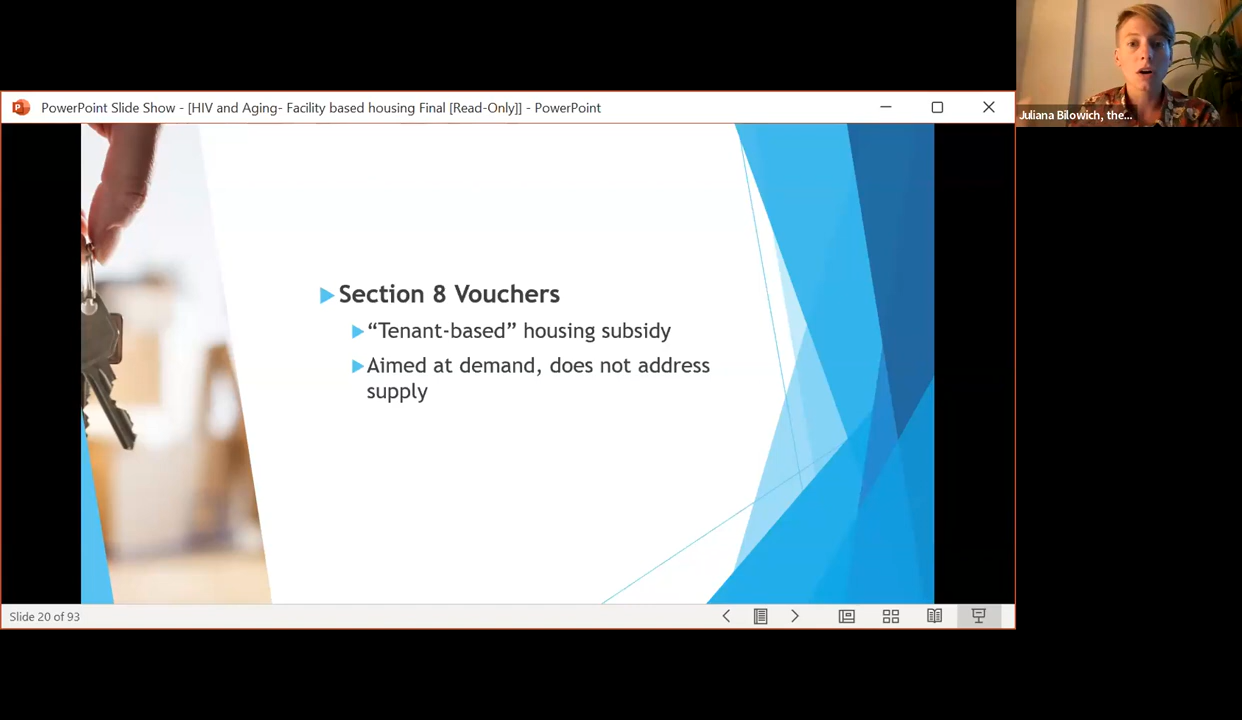 Juliana Bilowich, the...
PowerPoint Slide Show - [HIV and Aging- Facility based housing Final [Read-Only]] - PowerPoint
Section 8 Vouchers
“Tenant-based” housing subsidy
Aimed at demand, does not address
supply
Slide 20 of 93